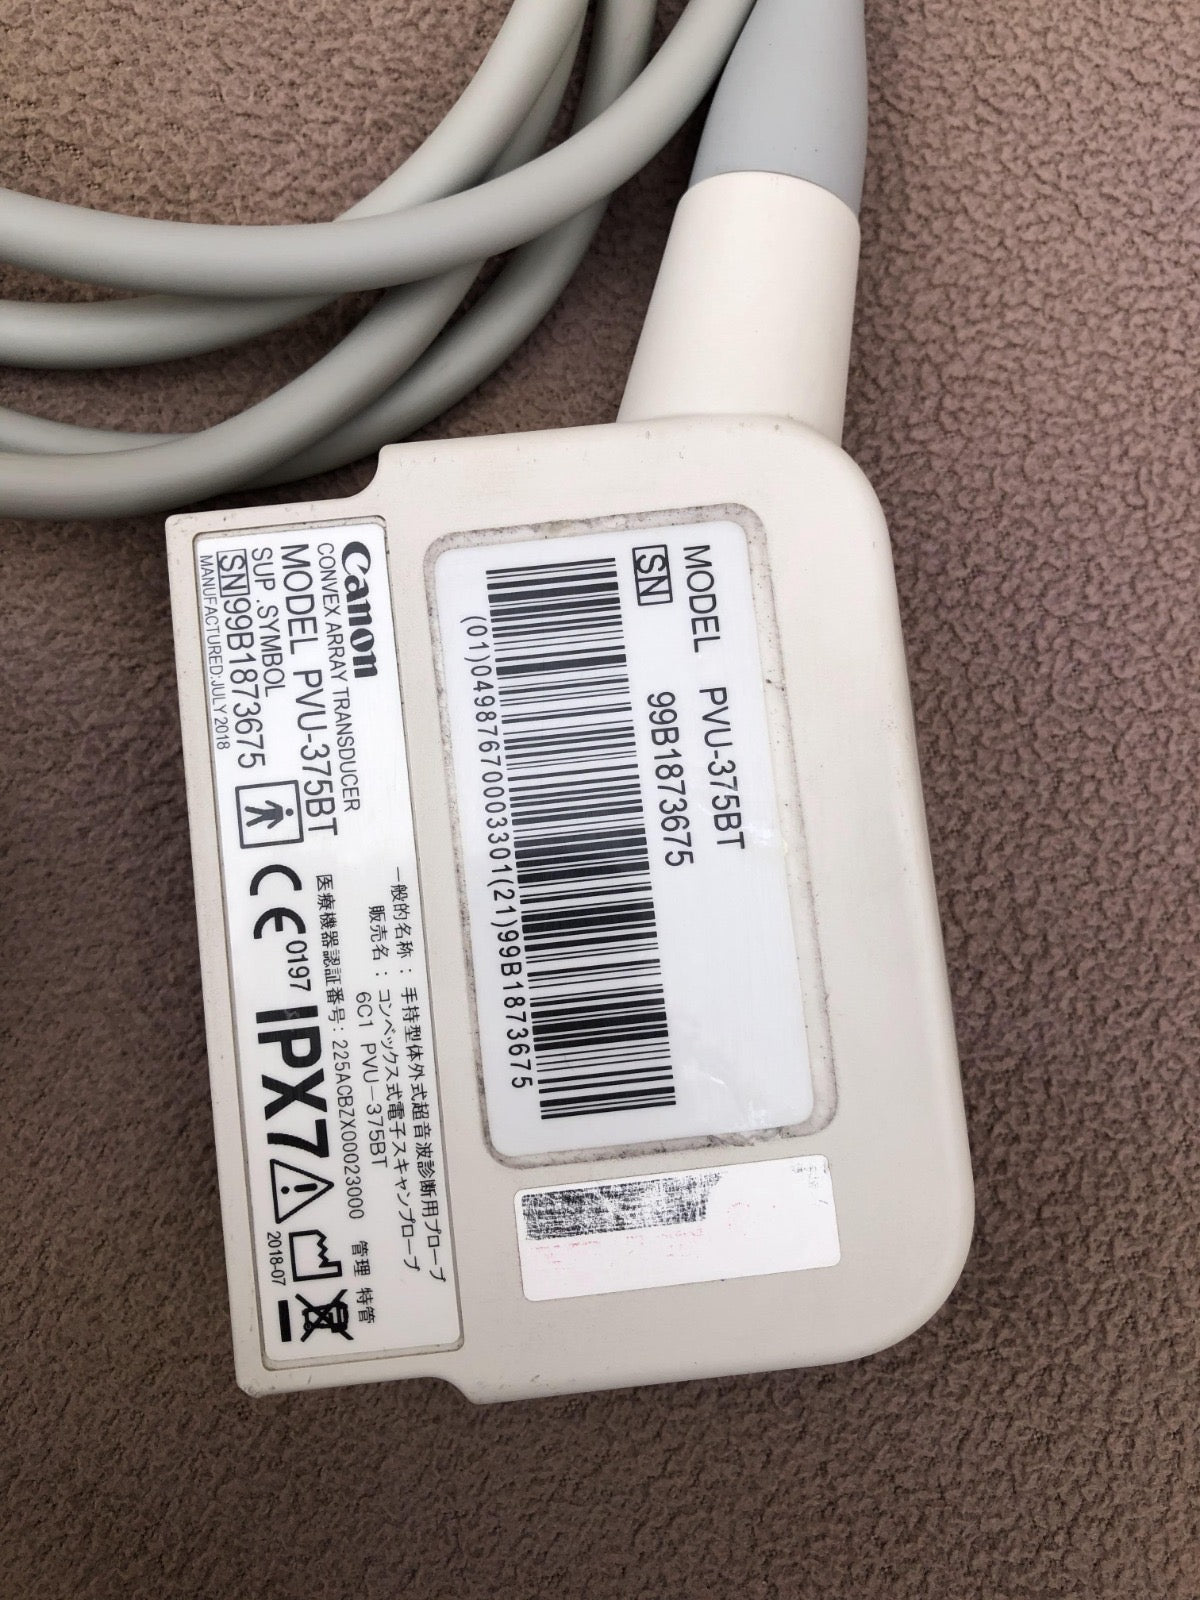 Canon
CONVEX ARRAY TRANSDUCER
MODEL PVU-375BT
SUP .SYMBOL
SN 99B1873675
MANUFACTURED:JULY 2018
一般的名称：手持型体外式超音波診断用プローブ
販売名：コンベックス式電子スキャンプローブ
6C1 PVU-375BT
医療機器認証番号：225ACBZX00023000 管理 特管
CE 0197 IPX7
2018-07
MODEL PVU-375BT
SN 99B1873675
(01)04987670003301(21)99B1873675